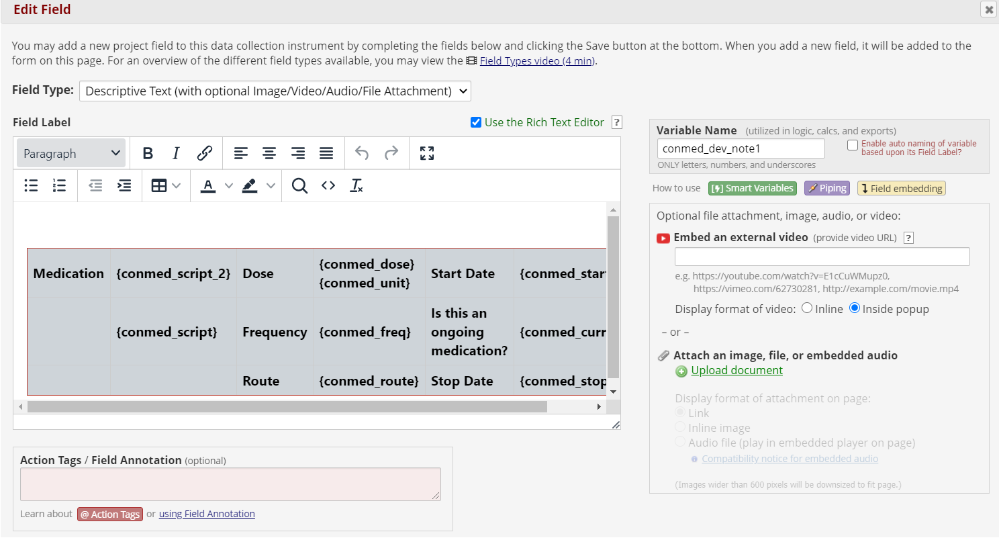 Edit Field
You may add a new project field to this data collection instrument by completing the fields below and clicking the Save button at the bottom. When you add a new field, it will be added to the
form on this page. For an overview of the different field types available, you may view the Field Types video (4 min).
Field Type: Descriptive Text (with optional Image/Video/Audio/File Attachment)
Field Label
Use the Rich Text Editor ?
Paragraph
B I
A
Medication {conmed_script_2} Dose {conmed_dose} {conmed_unit} Start Date {conmed_star
{conmed_script} Frequency {conmed_freq} Is this an ongoing medication? {conmed_curr
Route {conmed_route} Stop Date {conmed_stop
Action Tags / Field Annotation (optional)
Learn about @ Action Tags or using Field Annotation
Variable Name (utilized in logic, calcs, and exports)
conmed_dev_note1
Enable auto naming of variable
based upon its Field Label?
ONLY letters, numbers, and underscores
How to use Smart Variables Piping Field embedding
Optional file attachment, image, audio, or video:
Embed an external video (provide video URL) ?
e.g. https://youtube.com/watch?v=E1cCuWMupz0,
https://vimeo.com/62730281, http://example.com/movie.mp4
Display format of video: Inline Inside popup
– or –
Attach an image, file, or embedded audio
Upload document
Display format of attachment on page:
Link
Inline image
Audio file (play in embedded player on page)
Compatibility notice for embedded audio
(Images wider than 600 pixels will be downsized to fit page.)